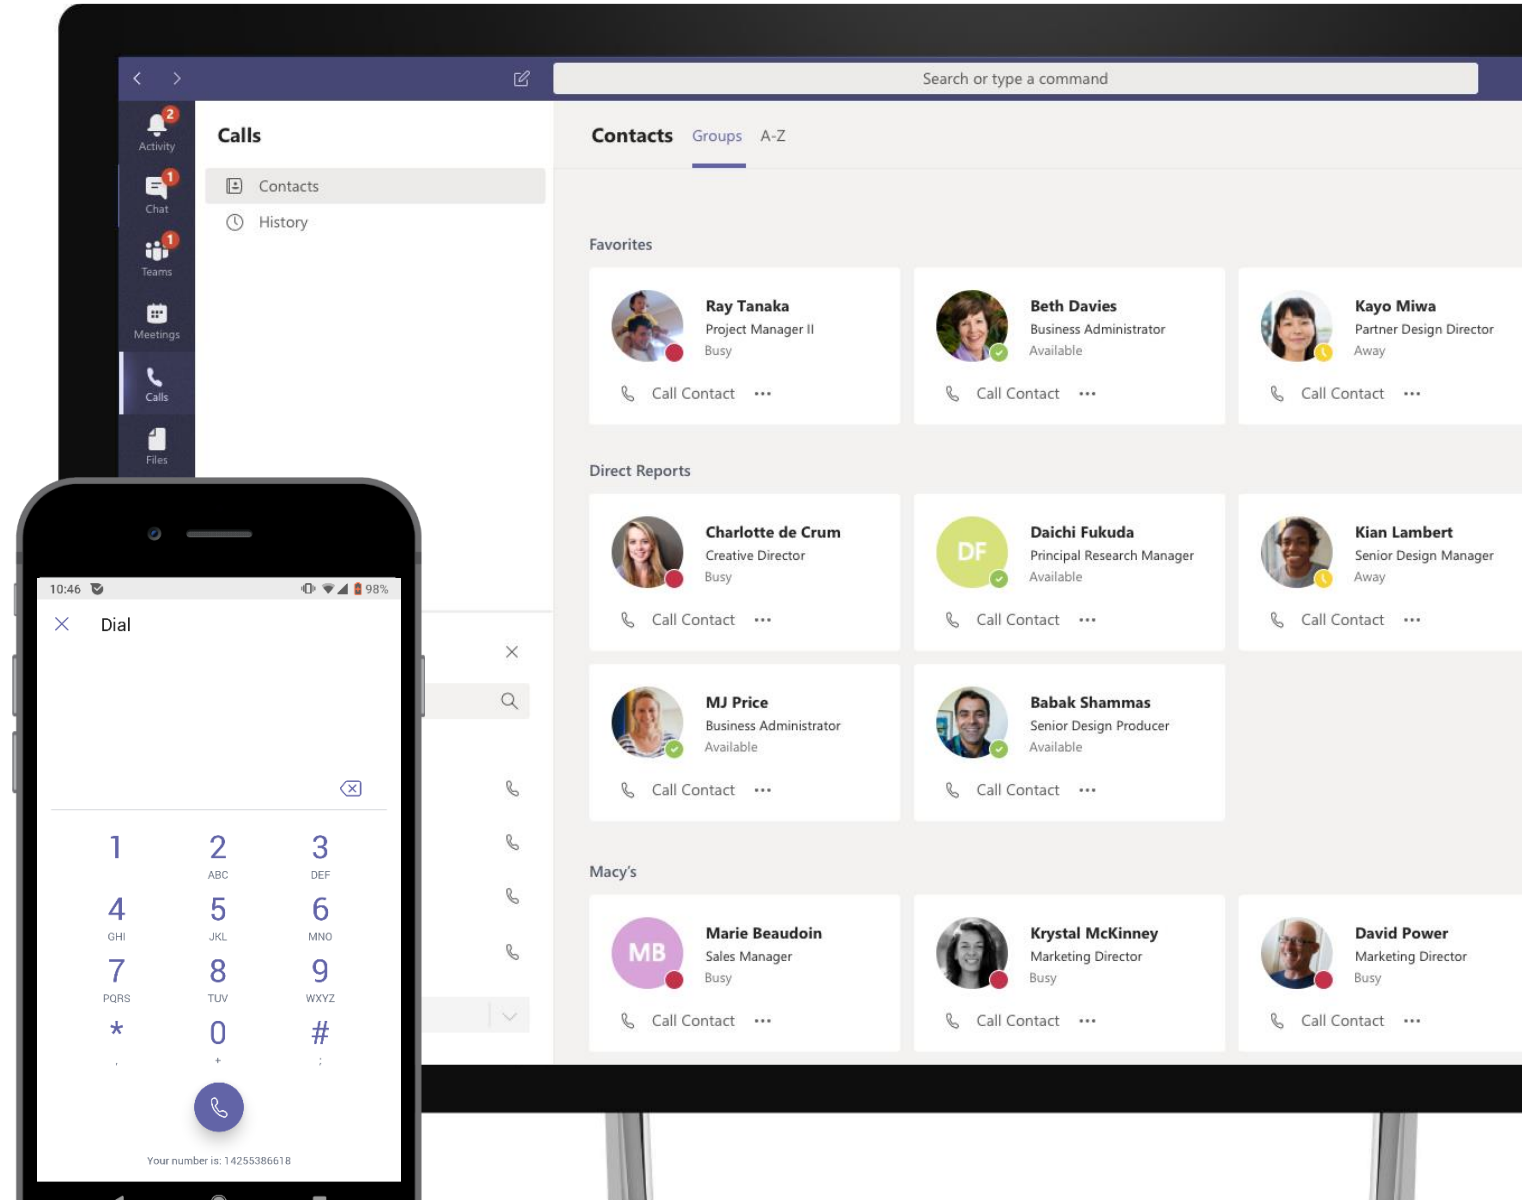 Search or type a command
2
Activity
1
Chat
1
Teams
Meetings
Calls
Files
Calls
Contacts
History
Contacts Groups A-Z
Favorites
Ray Tanaka
Project Manager II
Busy
Call Contact ...
Beth Davies
Business Administrator
Available
Call Contact ...
Kayo Miwa
Partner Design Director
Away
Call Contact ...
Direct Reports
Charlotte de Crum
Creative Director
Busy
Call Contact ...
DF
Daichi Fukuda
Principal Research Manager
Available
Call Contact ...
Kian Lambert
Senior Design Manager
Away
Call Contact ...
MJ Price
Business Administrator
Available
Call Contact ...
Babak Shammas
Senior Design Producer
Available
Call Contact ...
Macy's
MB
Marie Beaudoin
Sales Manager
Busy
Call Contact ...
Krystal McKinney
Marketing Director
Busy
Call Contact ...
David Power
Marketing Director
Busy
Call Contact ...
10:46 98%
Dial
1 2 3
ABC DEF
4 5 6
GHI JKL MNO
7 8 9
PQRS TUV WXYZ
* 0 #
, + ;
Your number is: 14255386618